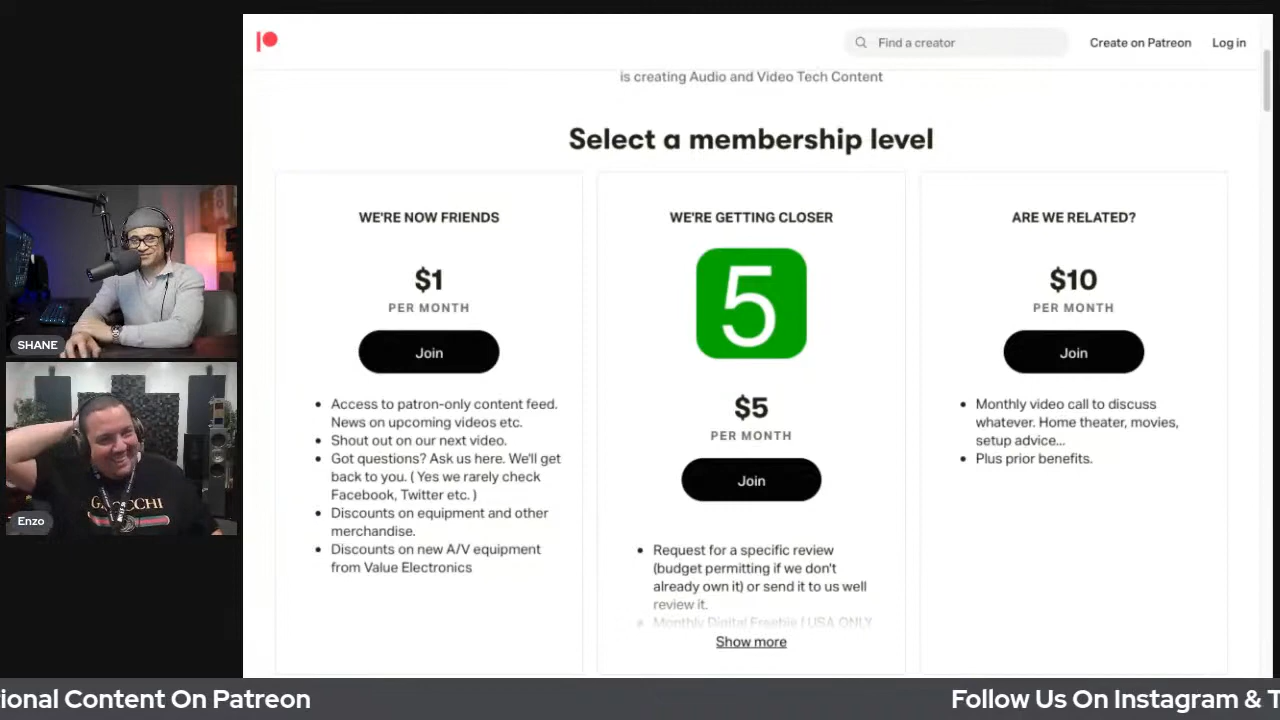 Find a creator
Create on Patreon
Log in
is creating Audio and Video Tech Content
Select a membership level
WE'RE NOW FRIENDS
$1
PER MONTH
Join
• Access to patron-only content feed.
News on upcoming videos etc.
• Shout out on our next video.
• Got questions? Ask us here. We'll get
back to you. ( Yes we rarely check
Facebook, Twitter etc. )
• Discounts on equipment and other
merchandise.
• Discounts on new A/V equipment
from Value Electronics
WE'RE GETTING CLOSER
5
$5
PER MONTH
Join
• Request for a specific review
(budget permitting if we don't
already own it) or send it to us well
review it.
• Monthly Digital Freebie ( USA ONLY
Show more
ARE WE RELATED?
$10
PER MONTH
Join
• Monthly video call to discuss
whatever. Home theater, movies,
setup advice...
• Plus prior benefits.
SHANE
Enzo
ional Content On Patreon
Follow Us On Instagram & T